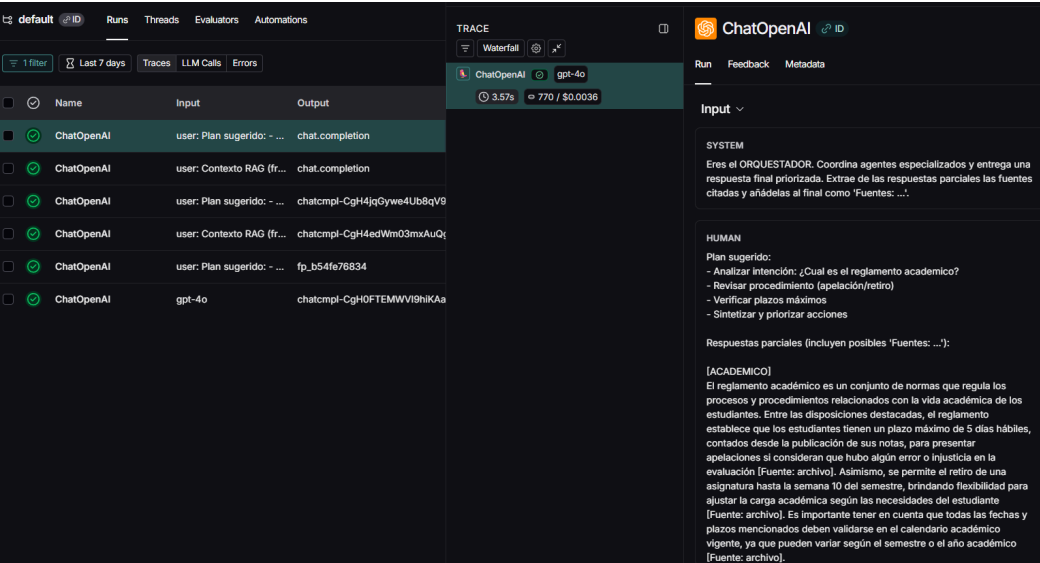 default ID Runs Threads Evaluators Automations
1 filter Last 7 days Traces LLM Calls Errors
Name Input Output
ChatOpenAI user: Plan sugerido: - ... chat.completion
ChatOpenAI user: Contexto RAG (fr... chat.completion
ChatOpenAI user: Plan sugerido: - ... chatcmpl-CgH4jqGywe4Ub8qV9
ChatOpenAI user: Contexto RAG (fr... chatcmpl-CgH4edWm03mxAuQg
ChatOpenAI user: Plan sugerido: - ... fp_b54fe76834
ChatOpenAI gpt-4o chatcmpl-CgH0FTEMWVI9hiKAa
TRACE
Waterfall
ChatOpenAI gpt-4o
3.57s 770 / $0.0036
ChatOpenAI ID
Run Feedback Metadata
Input
SYSTEM
Eres el ORQUESTADOR. Coordina agentes especializados y entrega una
respuesta final priorizada. Extrae de las respuestas parciales las fuentes
citadas y añádelas al final como 'Fuentes: ...'.
HUMAN
Plan sugerido:
- Analizar intención: ¿Cual es el reglamento academico?
- Revisar procedimiento (apelación/retiro)
- Verificar plazos máximos
- Sintetizar y priorizar acciones
Respuestas parciales (incluyen posibles 'Fuentes: ...'):
[ACADEMICO]
El reglamento académico es un conjunto de normas que regula los
procesos y procedimientos relacionados con la vida académica de los
estudiantes. Entre las disposiciones destacadas, el reglamento
establece que los estudiantes tienen un plazo máximo de 5 días hábiles,
contados desde la publicación de sus notas, para presentar
apelaciones si consideran que hubo algún error o injusticia en la
evaluación [Fuente: archivo]. Asimismo, se permite el retiro de una
asignatura hasta la semana 10 del semestre, brindando flexibilidad para
ajustar la carga académica según las necesidades del estudiante
[Fuente: archivo]. Es importante tener en cuenta que todas las fechas y
plazos mencionados deben validarse en el calendario académico
vigente, ya que pueden variar según el semestre o el año académico
[Fuente: archivo].